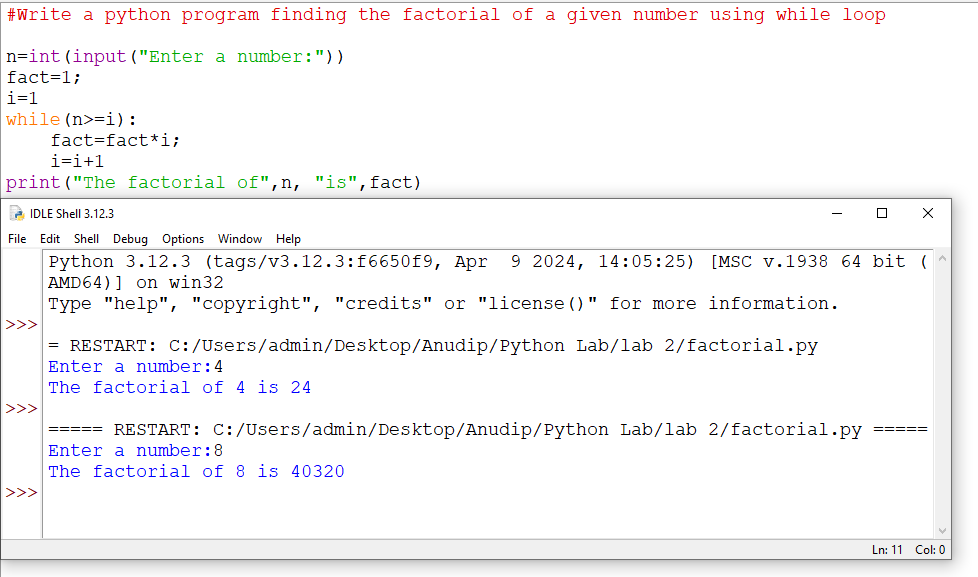 #Write a python program finding the factorial of a given number using while loop
n=int(input("Enter a number:"))
fact=1;
i=1
while(n>=i):
    fact=fact*i;
    i=i+1
print("The factorial of",n, "is",fact)
IDLE Shell 3.12.3
File Edit Shell Debug Options Window Help
Python 3.12.3 (tags/v3.12.3:f6650f9, Apr  9 2024, 14:05:25) [MSC v.1938 64 bit (
AMD64)] on win32
Type "help", "copyright", "credits" or "license()" for more information.
>>>
= RESTART: C:/Users/admin/Desktop/Anudip/Python Lab/lab 2/factorial.py
Enter a number:4
The factorial of 4 is 24
>>>
===== RESTART: C:/Users/admin/Desktop/Anudip/Python Lab/lab 2/factorial.py =====
Enter a number:8
The factorial of 8 is 40320
>>>
Ln: 11 Col: 0